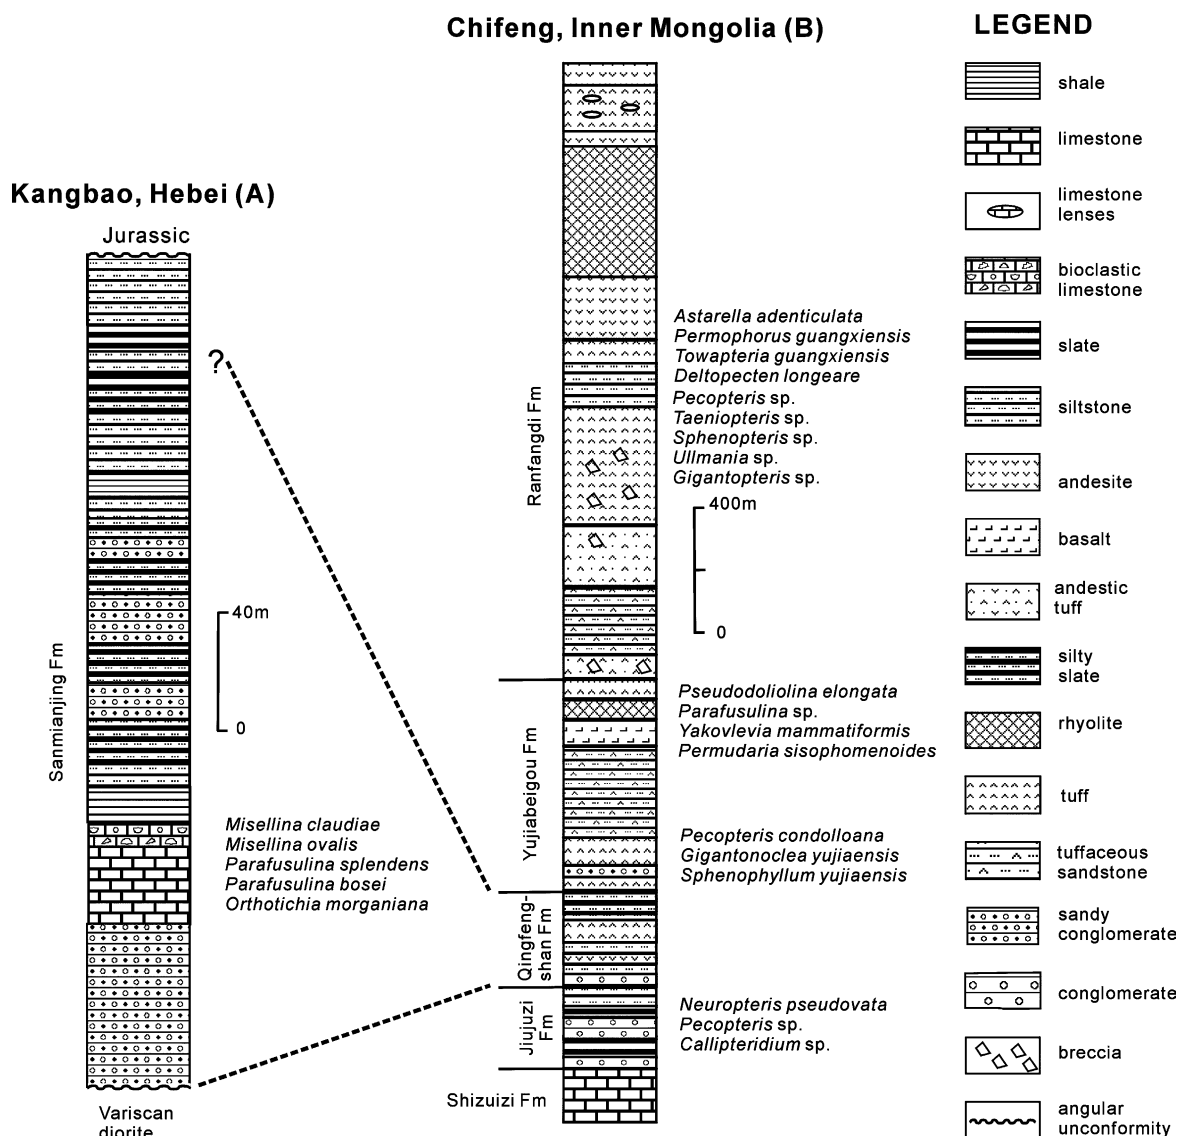 Chifeng, Inner Mongolia (B)
LEGEND
Kangbao, Hebei (A)
Jurassic
?
Sanmianjing Fm
40m
0
Misellina claudiae
Misellina ovalis
Parafusulina splendens
Parafusulina bosei
Orthotichia morganiana
Variscan
diorite
Ranfangdi Fm
Yujiabeigou Fm
Qingfeng-
shan Fm
Jiujuzi
Fm
Shizuizi Fm
Astarella adenticulata
Permophorus guangxiensis
Towapteria guangxiensis
Deltopecten longeare
Pecopteris sp.
Taeniopteris sp.
Sphenopteris sp.
Ullmania sp.
Gigantopteris sp.
400m
0
Pseudodoliolina elongata
Parafusulina sp.
Yakovlevia mammatiformis
Permudaria sisophomenoides
Pecopteris condolloana
Gigantonoclea yujiaensis
Sphenophyllum yujiaensis
Neuropteris pseudovata
Pecopteris sp.
Callipteridium sp.
shale
limestone
limestone
lenses
bioclastic
limestone
slate
siltstone
andesite
basalt
andestic
tuff
silty
slate
rhyolite
tuff
tuffaceous
sandstone
sandy
conglomerate
conglomerate
breccia
angular
unconformity